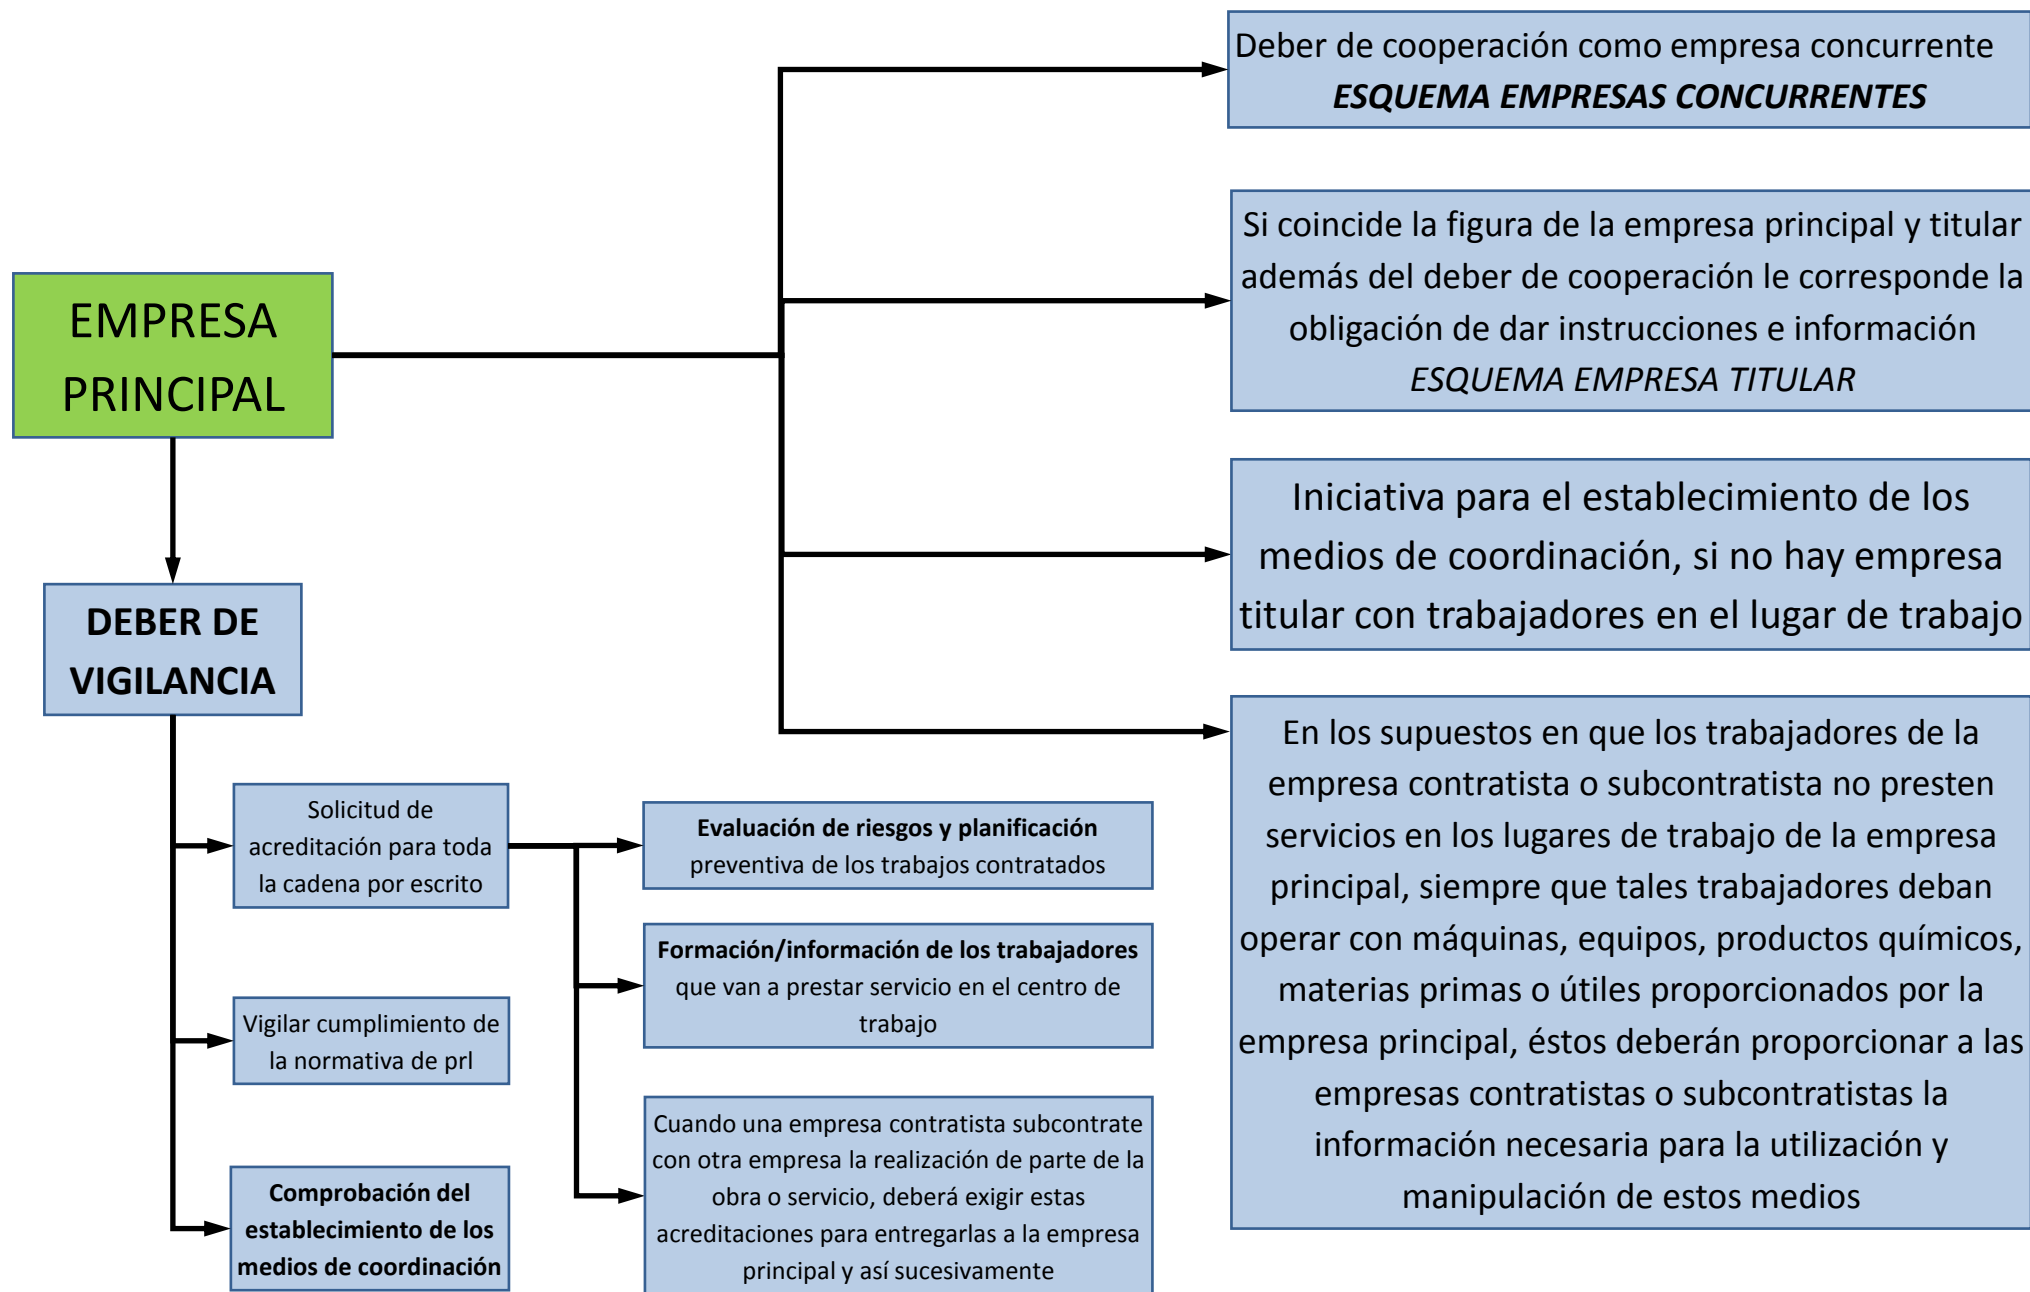 Deber de cooperación como empresa concurrente
ESQUEMA EMPRESAS CONCURRENTES
Si coincide la figura de la empresa principal y titular
además del deber de cooperación le corresponde la
obligación de dar instrucciones e información
ESQUEMA EMPRESA TITULAR
EMPRESA
PRINCIPAL
Iniciativa para el establecimiento de los
medios de coordinación, si no hay empresa
titular con trabajadores en el lugar de trabajo
DEBER DE
VIGILANCIA
En los supuestos en que los trabajadores de la
empresa contratista o subcontratista no presten
servicios en los lugares de trabajo de la empresa
principal, siempre que tales trabajadores deban
operar con máquinas, equipos, productos químicos,
materias primas o útiles proporcionados por la
empresa principal, éstos deberán proporcionar a las
empresas contratistas o subcontratistas la
información necesaria para la utilización y
manipulación de estos medios
Solicitud de
acreditación para toda
la cadena por escrito
Evaluación de riesgos y planificación
preventiva de los trabajos contratados
Formación/información de los trabajadores
que van a prestar servicio en el centro de
trabajo
Vigilar cumplimiento de
la normativa de prl
Cuando una empresa contratista subcontrate
con otra empresa la realización de parte de la
obra o servicio, deberá exigir estas
acreditaciones para entregarlas a la empresa
principal y así sucesivamente
Comprobación del
establecimiento de los
medios de coordinación